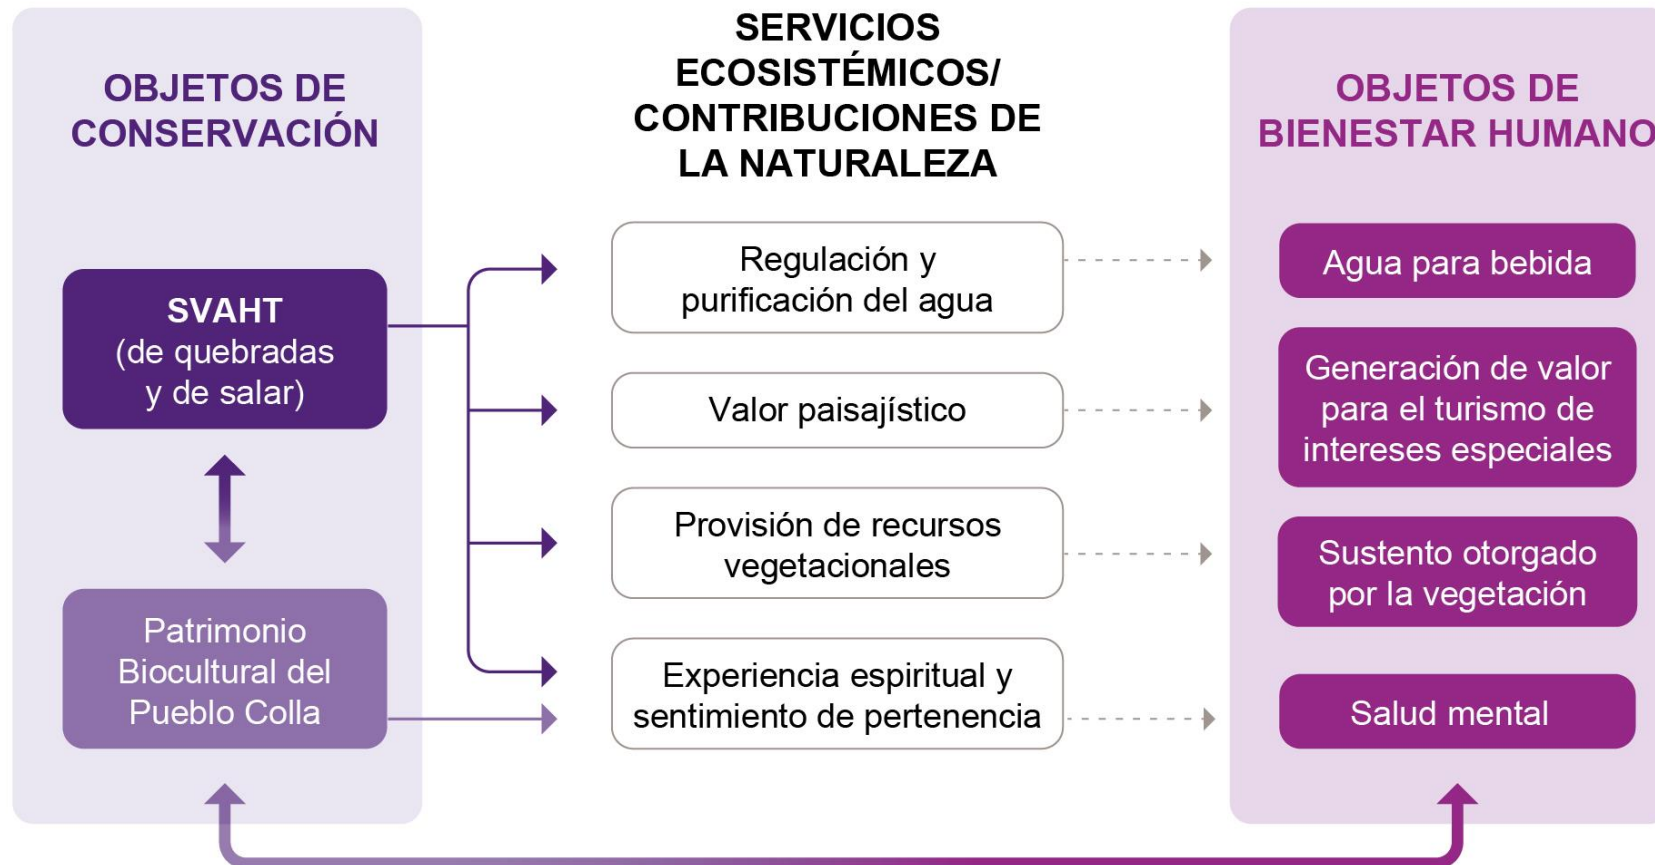 OBJETOS DE
CONSERVACIÓN
SVAHT
(de quebradas
y de salar)
Patrimonio
Biocultural del
Pueblo Colla
SERVICIOS
ECOSISTÉMICOS/
CONTRIBUCIONES DE
LA NATURALEZA
Regulación y
purificación del agua
Valor paisajístico
Provisión de recursos
vegetacionales
Experiencia espiritual y
sentimiento de pertenencia
OBJETOS DE
BIENESTAR HUMANO
Agua para bebida
Generación de valor
para el turismo de
intereses especiales
Sustento otorgado
por la vegetación
Salud mental